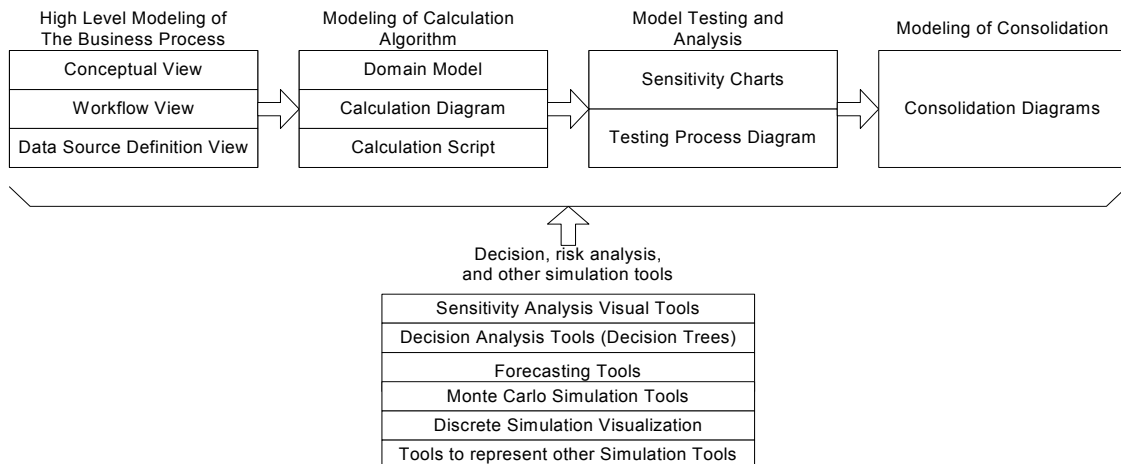 High Level Modeling of
The Business Process
Conceptual View
Workflow View
Data Source Definition View
Modeling of Calculation
Algorithm
Domain Model
Calculation Diagram
Calculation Script
Model Testing and
Analysis
Sensitivity Charts
Testing Process Diagram
Modeling of Consolidation
Consolidation Diagrams
Decision, risk analysis,
and other simulation tools
Sensitivity Analysis Visual Tools
Decision Analysis Tools (Decision Trees)
Forecasting Tools
Monte Carlo Simulation Tools
Discrete Simulation Visualization
Tools to represent other Simulation Tools